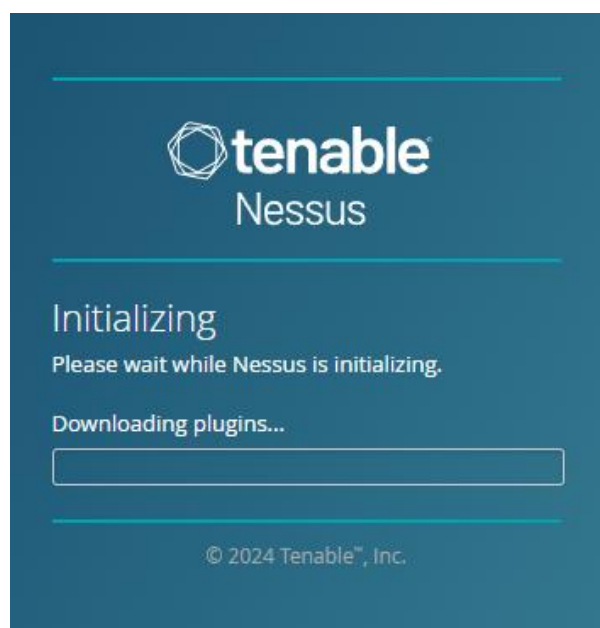 tenable
Nessus
Initializing
Please wait while Nessus is initializing.
Downloading plugins...
© 2024 Tenable™, Inc.